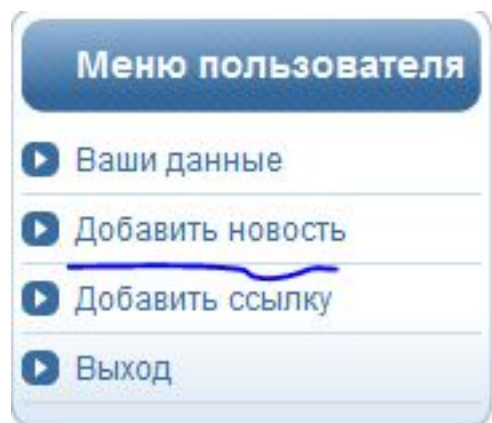 Меню пользователя
Ваши данные
Добавить новость
Добавить ссылку
Выход